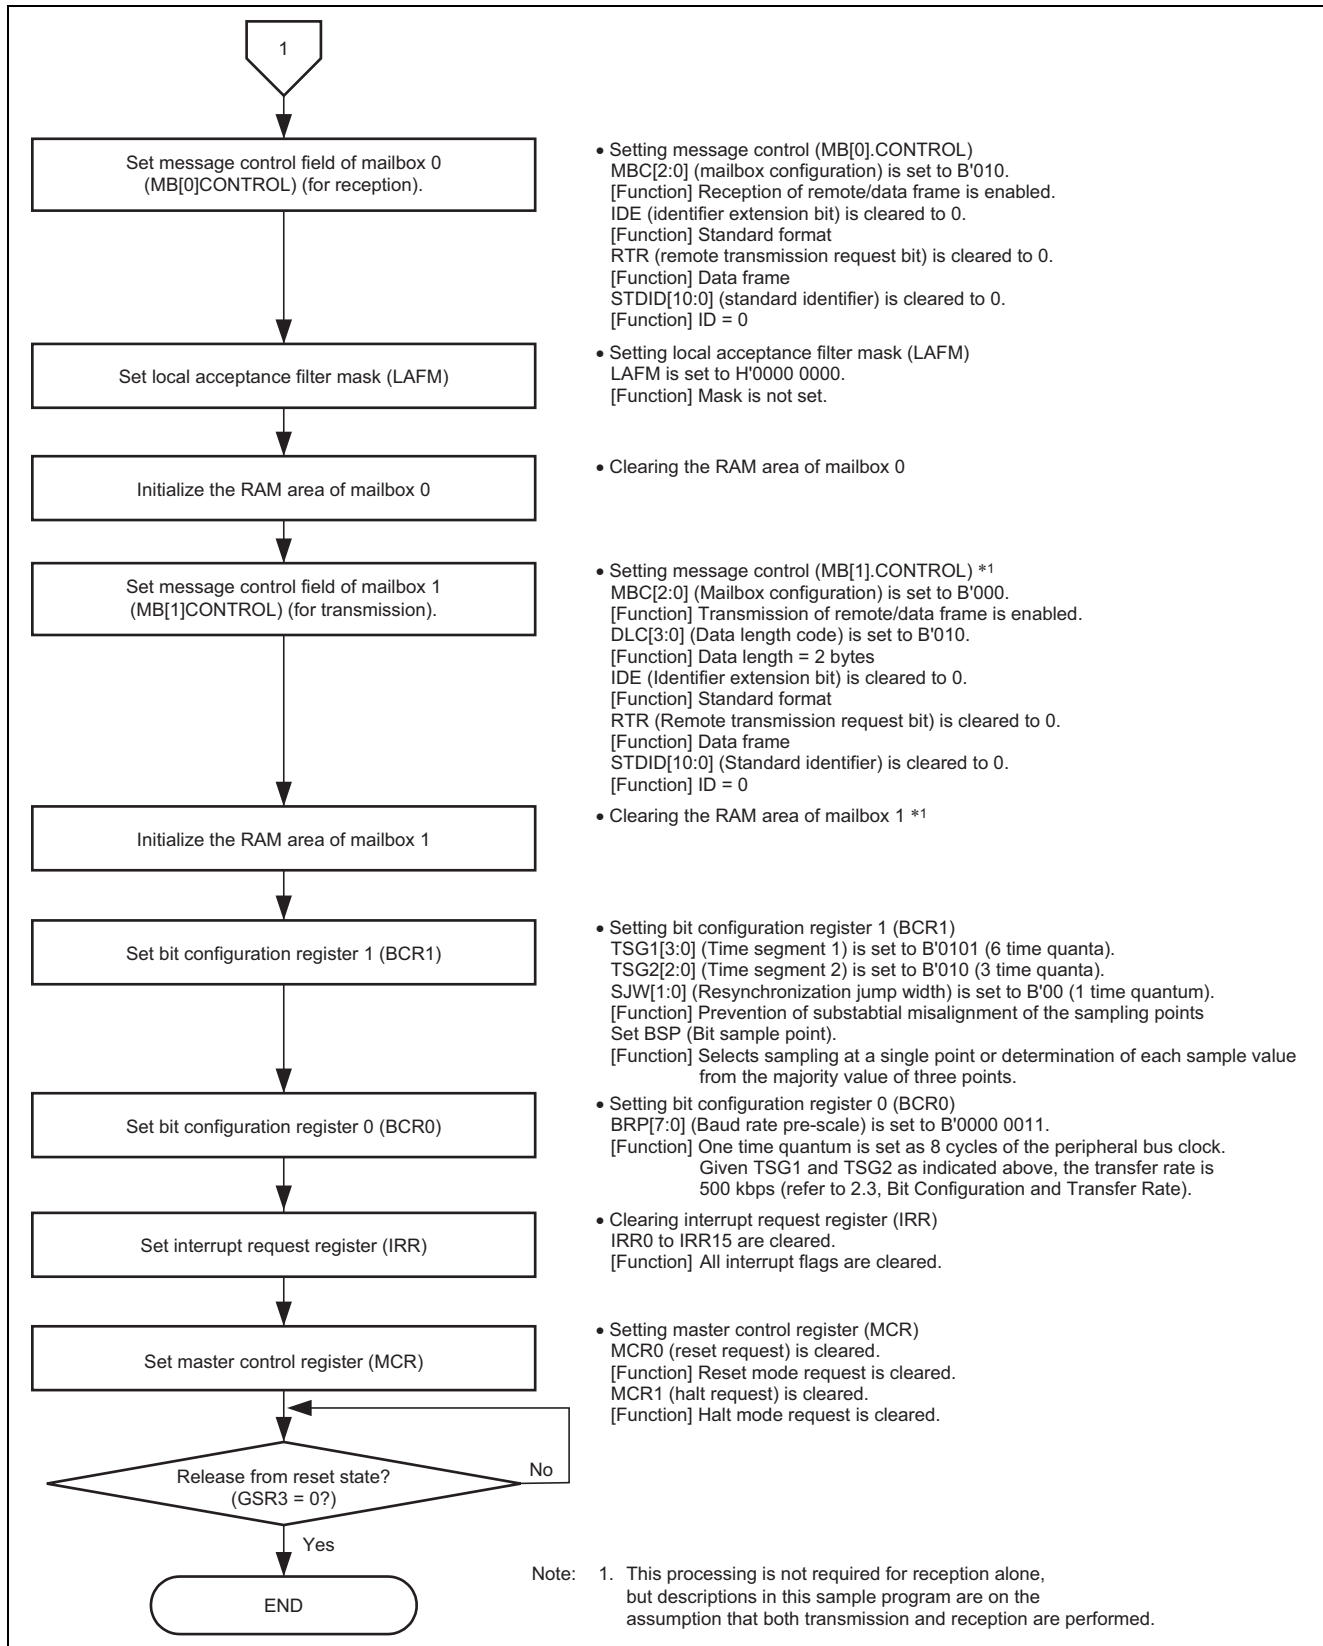 1
Set message control field of mailbox 0
(MB[0]CONTROL) (for reception).
• Setting message control (MB[0].CONTROL)
MBC[2:0] (mailbox configuration) is set to B'010.
[Function] Reception of remote/data frame is enabled.
IDE (identifier extension bit) is cleared to 0.
[Function] Standard format
RTR (remote transmission request bit) is cleared to 0.
[Function] Data frame
STDID[10:0] (standard identifier) is cleared to 0.
[Function] ID = 0
Set local acceptance filter mask (LAFM)
• Setting local acceptance filter mask (LAFM)
LAFM is set to H'0000 0000.
[Function] Mask is not set.
Initialize the RAM area of mailbox 0
• Clearing the RAM area of mailbox 0
Set message control field of mailbox 1
(MB[1]CONTROL) (for transmission).
• Setting message control (MB[1].CONTROL) *1
MBC[2:0] (Mailbox configuration) is set to B'000.
[Function] Transmission of remote/data frame is enabled.
DLC[3:0] (Data length code) is set to B'010.
[Function] Data length = 2 bytes
IDE (Identifier extension bit) is cleared to 0.
[Function] Standard format
RTR (Remote transmission request bit) is cleared to 0.
[Function] Data frame
STDID[10:0] (Standard identifier) is cleared to 0.
[Function] ID = 0
Initialize the RAM area of mailbox 1
• Clearing the RAM area of mailbox 1 *1
Set bit configuration register 1 (BCR1)
• Setting bit configuration register 1 (BCR1)
TSG1[3:0] (Time segment 1) is set to B'0101 (6 time quanta).
TSG2[2:0] (Time segment 2) is set to B'010 (3 time quanta).
SJW[1:0] (Resynchronization jump width) is set to B'00 (1 time quantum).
[Function] Prevention of substabtial misalignment of the sampling points
Set BSP (Bit sample point).
[Function] Selects sampling at a single point or determination of each sample value
from the majority value of three points.
Set bit configuration register 0 (BCR0)
• Setting bit configuration register 0 (BCR0)
BRP[7:0] (Baud rate pre-scale) is set to B'0000 0011.
[Function] One time quantum is set as 8 cycles of the peripheral bus clock.
Given TSG1 and TSG2 as indicated above, the transfer rate is
500 kbps (refer to 2.3, Bit Configuration and Transfer Rate).
Set interrupt request register (IRR)
• Clearing interrupt request register (IRR)
IRR0 to IRR15 are cleared.
[Function] All interrupt flags are cleared.
Set master control register (MCR)
• Setting master control register (MCR)
MCR0 (reset request) is cleared.
[Function] Reset mode request is cleared.
MCR1 (halt request) is cleared.
[Function] Halt mode request is cleared.
Release from reset state?
(GSR3 = 0?)
No
Yes
END
Note: 1. This processing is not required for reception alone,
but descriptions in this sample program are on the
assumption that both transmission and reception are performed.